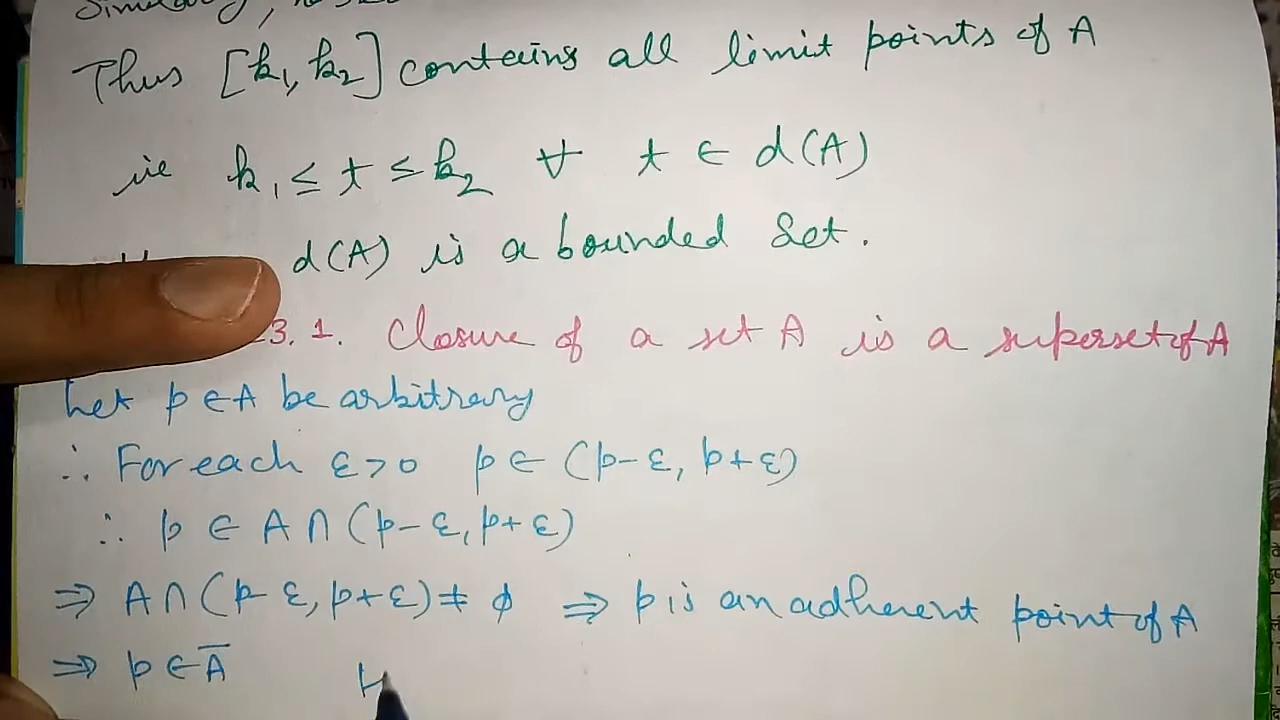 Thus [k₁, k₂] contains all limit points of A
ie k₁ ≤ t ≤ k₂ ∀ t ∈ d(A)
d(A) is a bounded set.
3.1. Closure of a set A is a superset of A
Let p ∈ A be arbitrary
∴ For each ε > 0 p ∈ (p-ε, p+ε)
∴ p ∈ A ∩ (p-ε, p+ε)
⇒ A ∩ (p-ε, p+ε) ≠ ϕ ⇒ p is an adherent point of A
⇒ p ∈ A̅